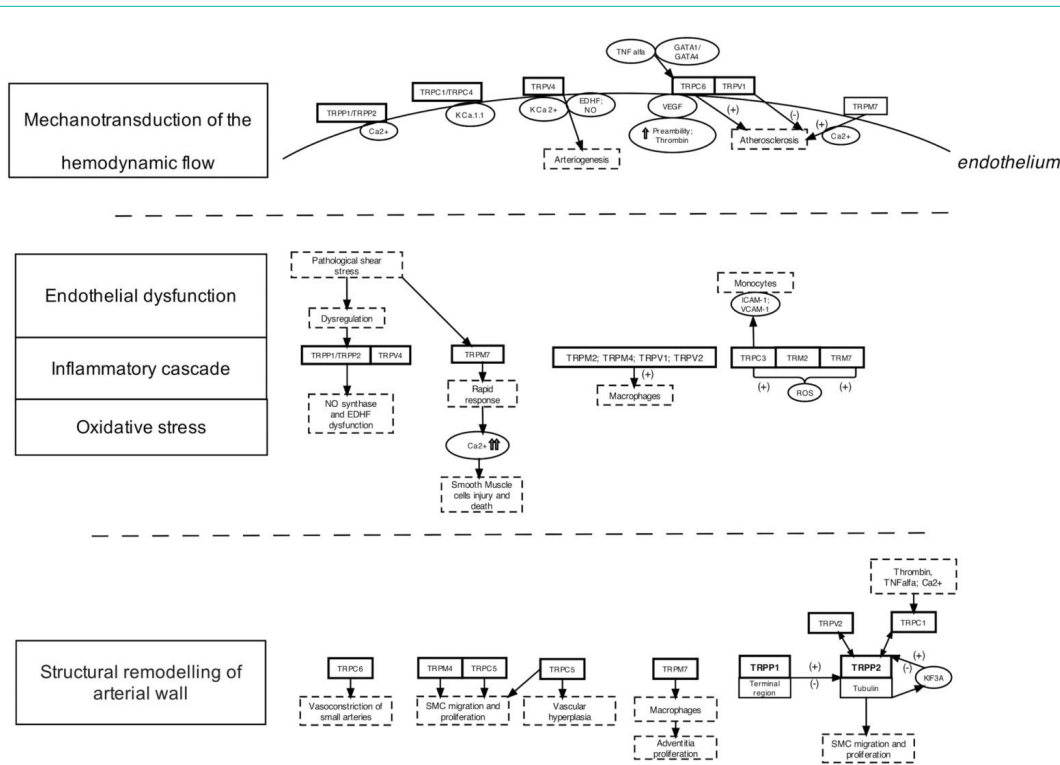 TNF alfa
GATA1/
GATA4
Mechanotransduction of the
hemodynamic flow
TRPP1/TRPP2
Ca2+
TRPC1/TRPC4
KCa.1.1
TRPV4
KCa2+
EDHF;
NO
Arteriogenesis
TRPC6
TRPV1
VEGF
Preambility;
Thrombin
(+)
(-)
(+)
Atherosclerosis
TRPM7
Ca2+
endothelium
Endothelial dysfunction
Inflammatory cascade
Oxidative stress
Pathological shear
stress
Dysregulation
TRPP1/TRPP2
TRPV4
NO synthase
and EDHF
dysfunction
TRPM7
Rapid
response
Ca2+
Smooth Muscle
cells injury and
death
TRPM2; TRPM4; TRPV1; TRPV2
(+)
Macrophages
Monocytes
ICAM-1;
VCAM-1
TRPC3
TRM2
TRM7
(+)
ROS
(+)
Structural remodelling of
arterial wall
TRPC6
Vasoconstriction of
small arteries
TRPM4
TRPC5
SMC migration and
proliferation
TRPC5
Vascular
hyperplasia
TRPM7
Macrophages
Adventitia
proliferation
Thrombin,
TNFalfa; Ca2+
TRPV2
TRPC1
TRPP1
Terminal
region
(+)
(-)
TRPP2
Tubulin
(+)
(-)
KIF3A
SMC migration and
proliferation